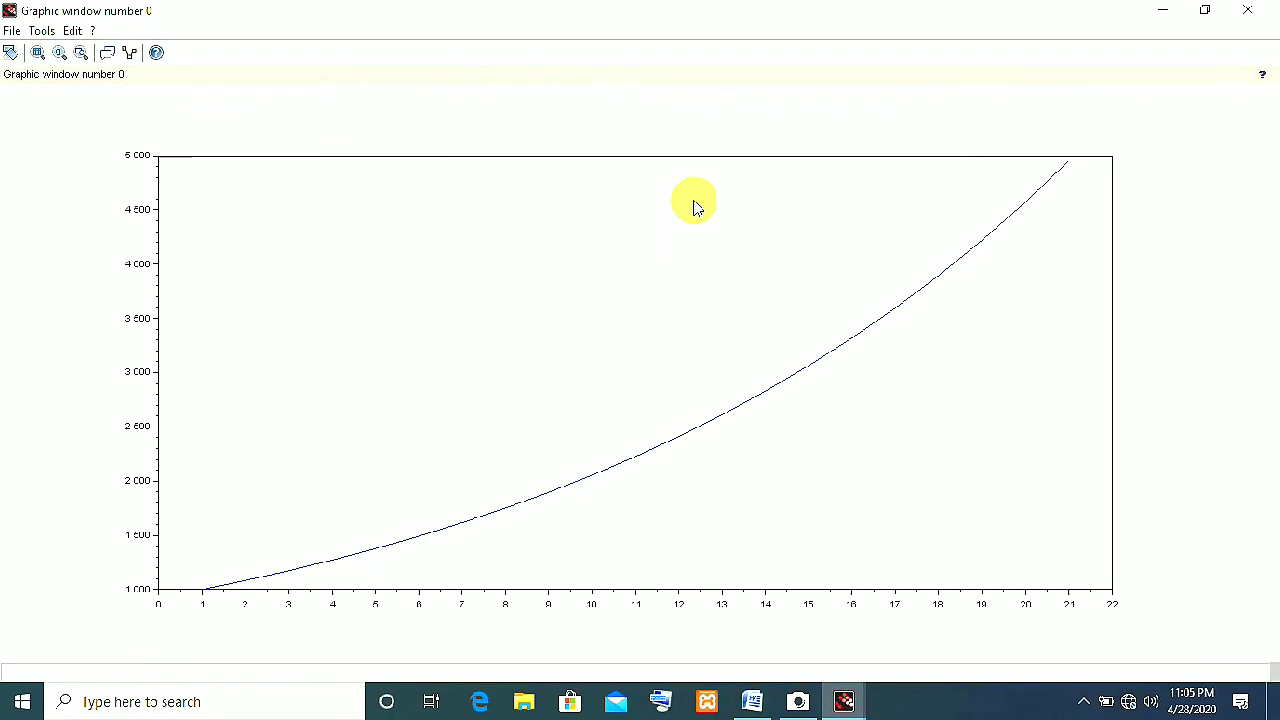 Graphic window number 0
File Tools Edit ?
Graphic window number 0 ?
5 000
4 500
4 000
3 500
3 000
2 500
2 000
1 500
1 000
0 1 2 3 4 5 6 7 8 9 10 11 12 13 14 15 16 17 18 19 20 21 22
Type here to search
11:05 PM
4/23/2020